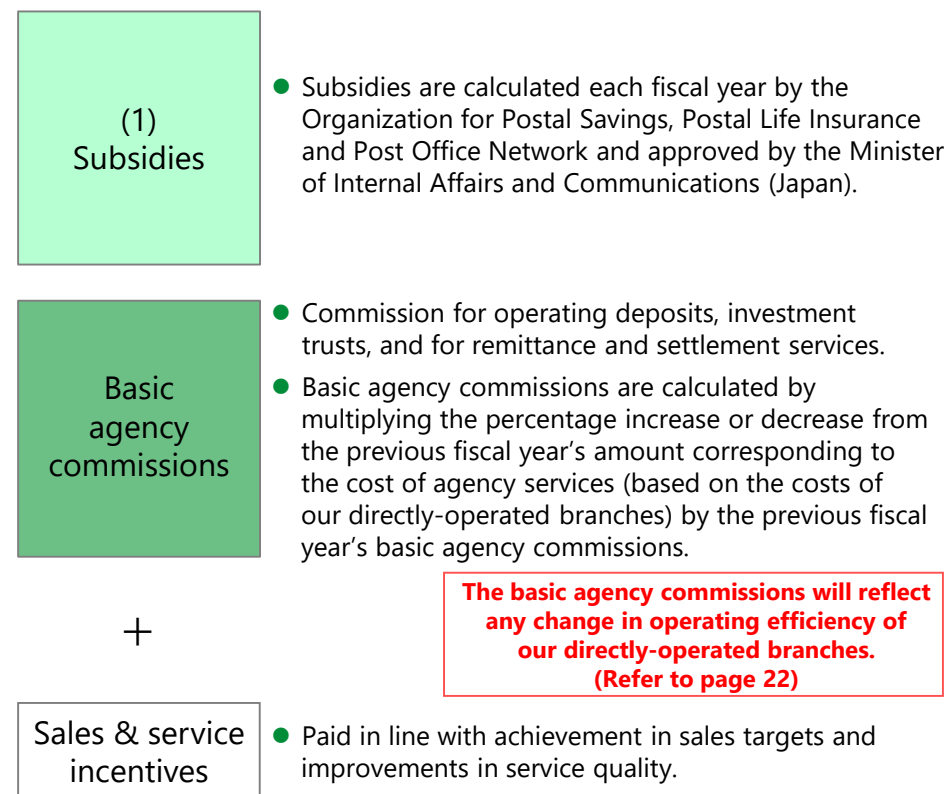 (1)
Subsidies
● Subsidies are calculated each fiscal year by the
Organization for Postal Savings, Postal Life Insurance
and Post Office Network and approved by the Minister
of Internal Affairs and Communications (Japan).
Basic
agency
commissions
● Commission for operating deposits, investment
trusts, and for remittance and settlement services.
● Basic agency commissions are calculated by
multiplying the percentage increase or decrease from
the previous fiscal year’s amount corresponding to
the cost of agency services (based on the costs of
our directly-operated branches) by the previous fiscal
year’s basic agency commissions.
The basic agency commissions will reflect
any change in operating efficiency of
our directly-operated branches.
(Refer to page 22)
+
Sales & service
incentives
● Paid in line with achievement in sales targets and
improvements in service quality.